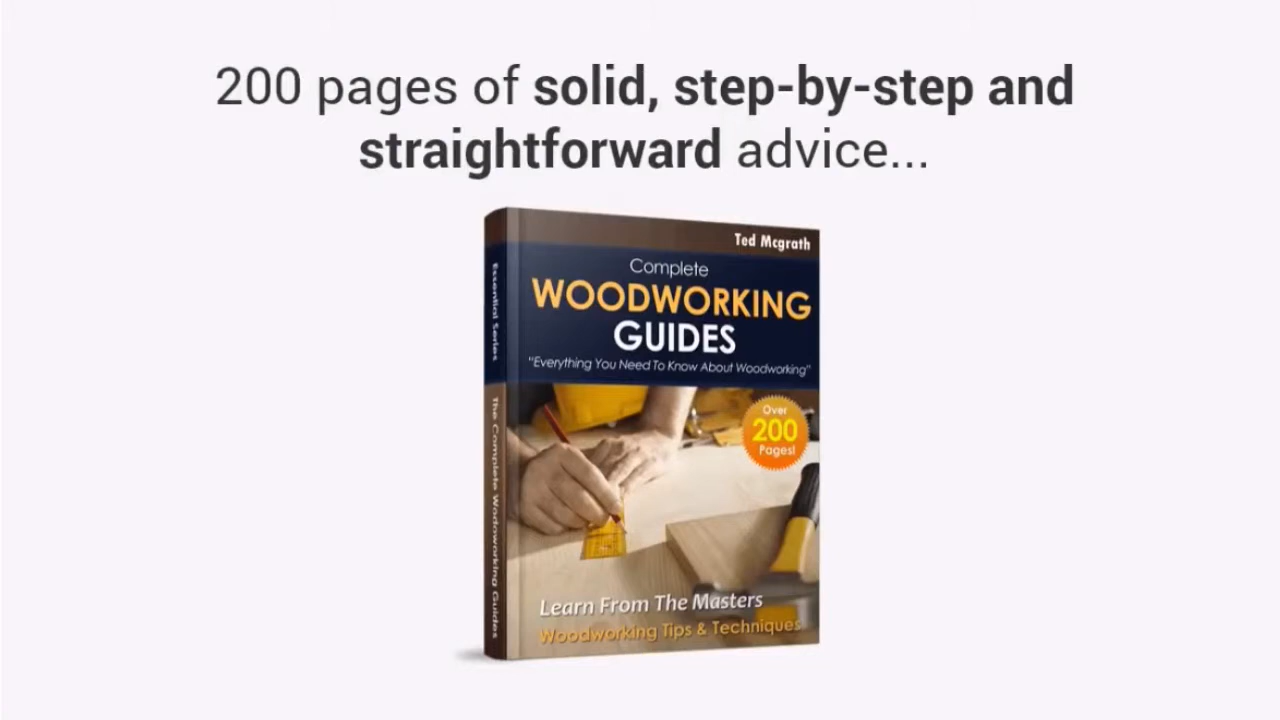 200 pages of solid, step-by-step and
straightforward advice...
Ted Mcgrath
Complete
WOODWORKING
GUIDES
"Everything You Need To Know About Woodworking"
Over
200
Pages!
Learn From The Masters
Woodworking Tips & Techniques
Essential Series
The Complete Wodoworking Guides